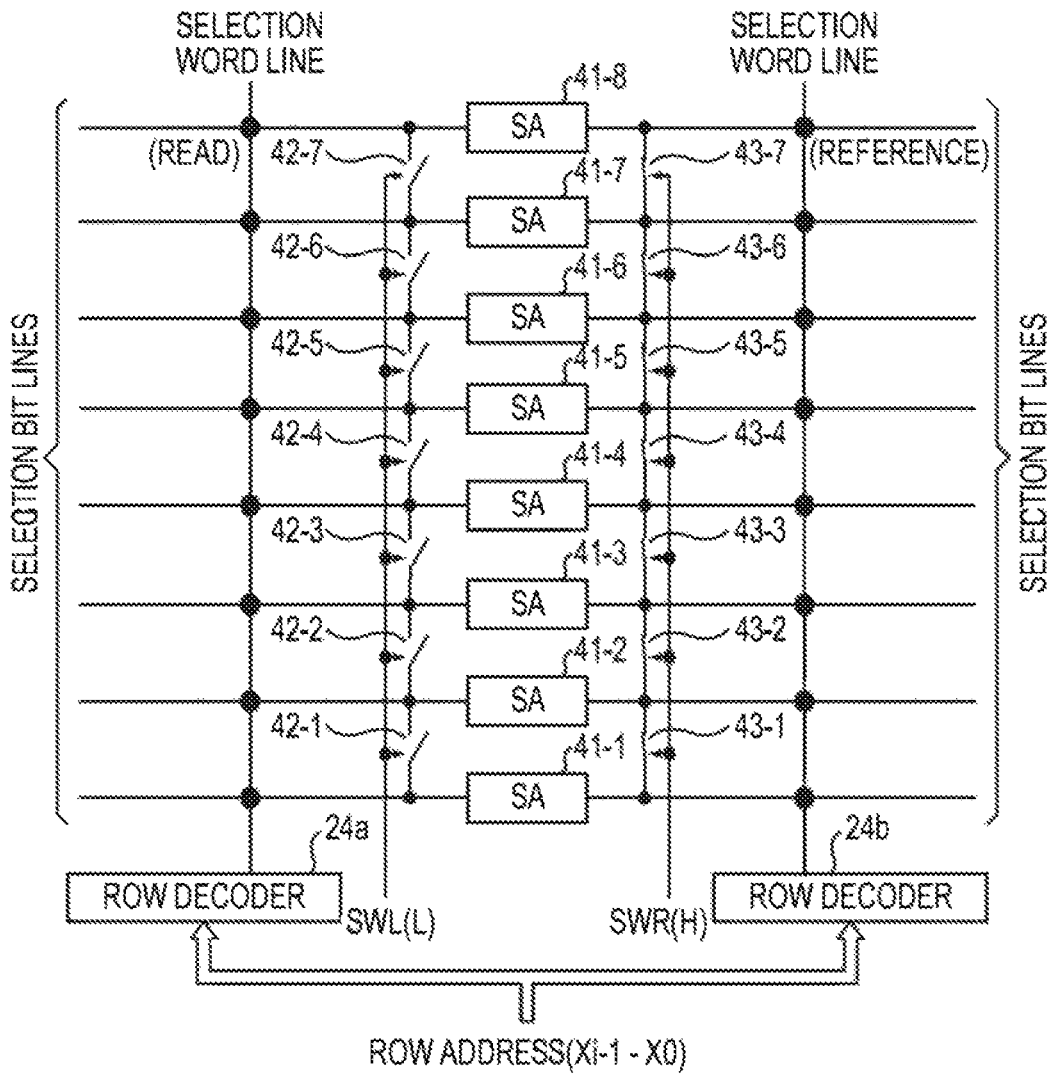 SELECTION
WORD LINE
SELECTION
WORD LINE
41-8
SA
(READ)
42-7
43-7
(REFERENCE)
41-7
SA
42-6
43-6
41-6
SA
42-5
43-5
41-5
SA
42-4
43-4
41-4
SA
42-3
43-3
41-3
SA
42-2
43-2
41-2
SA
42-1
43-1
41-1
SA
SELECTION BIT LINES
SELECTION BIT LINES
24a
24b
ROW DECODER
SWL(L)
SWR(H)
ROW DECODER
ROW ADDRESS(Xi-1 - X0)